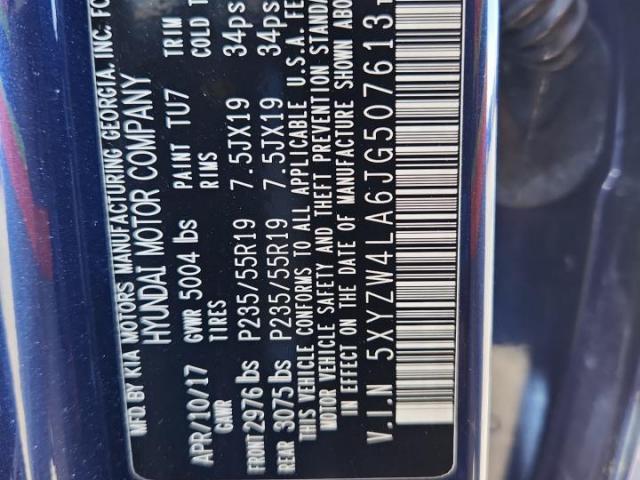 MFD BY KIA MOTORS MANUFACTURING GEORGIA. INC. FO
HYUNDAI MOTOR COMPANY
APR/10/17 GVWR 5004 lbs PAINT TU7 TRIM
GAWR TIRES RIMS COLD
FRONT 2976 lbs P235/55R19 7.5JX19 34ps
REAR 3075 lbs P235/55R19 7.5JX19 34ps
THIS VEHICLE CONFORMS TO ALL APPLICABLE U.S.A. FE
MOTOR VEHICLE SAFETY AND THEFT PREVENTION STANDA
EFFECT ON THE DATE OF MANUFACTURE SHOWN ABO
V.I.N 5XYZW4LA6JG507613